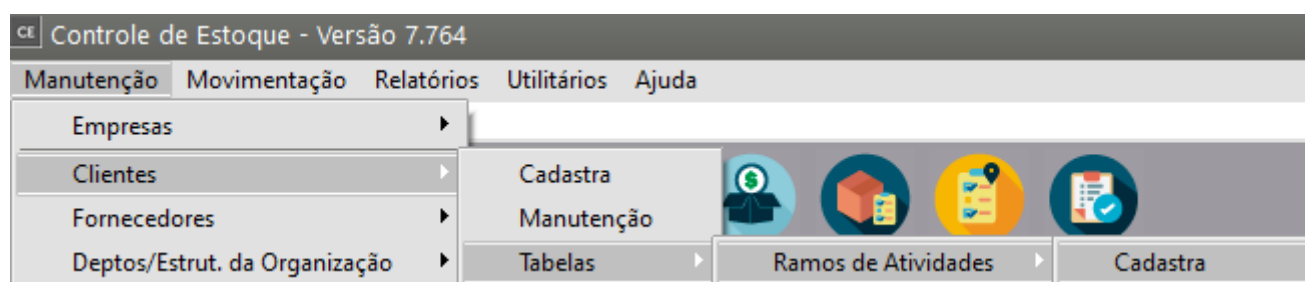 CE Controle de Estoque - Versão 7.764
Manutenção Movimentação Relatórios Utilitários Ajuda
Empresas
Clientes Cadastra
Fornecedores Manutenção
Deptos/Estrut. da Organização Tabelas Ramos de Atividades Cadastra